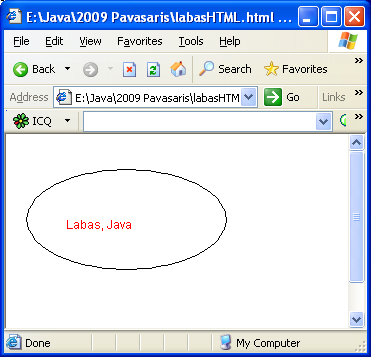 E:\Java\2009 Pavasaris\labasHTML.html ...
File Edit View Favorites Tools Help
Back Search Favorites
Address E:\Java\2009 Pavasaris\labasHTM Go Links
ICQ
Labas, Java
Done My Computer